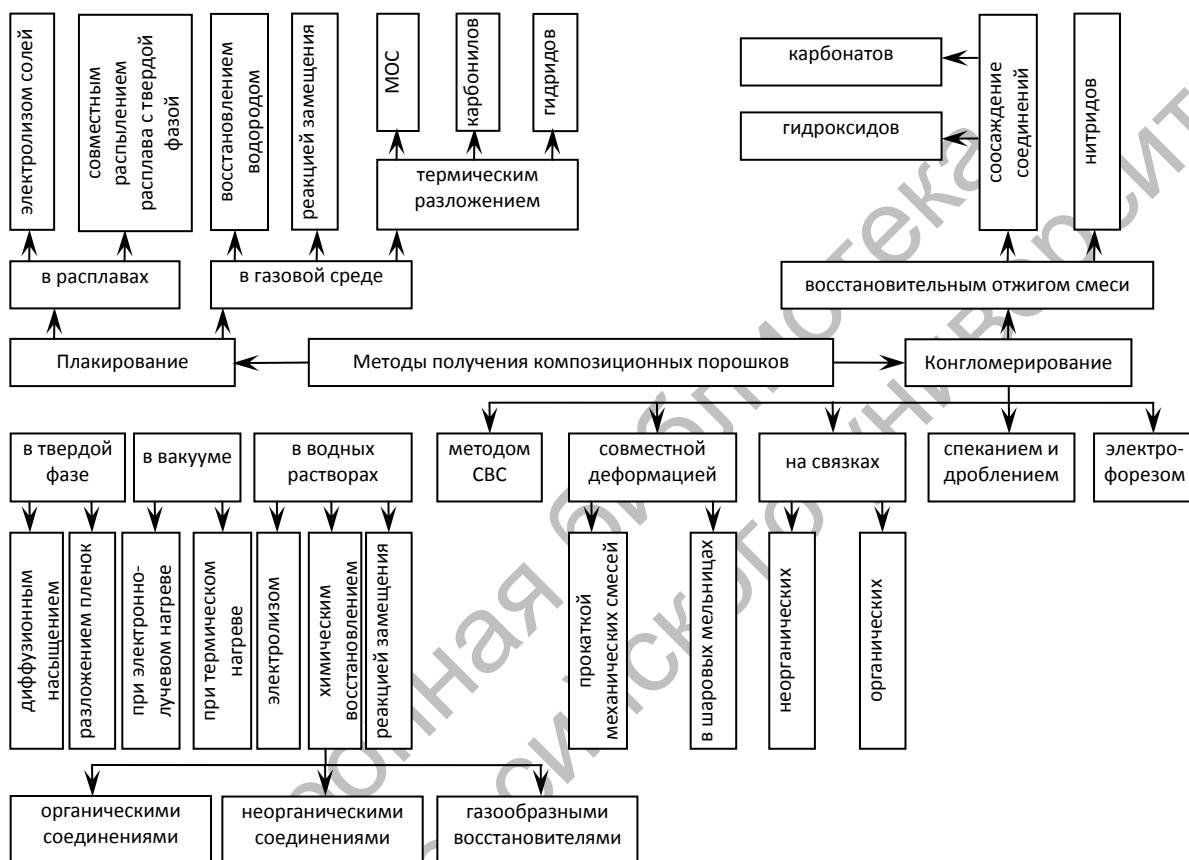 электролизом солей
совместным
распылением
расплава с твердой
фазой
восстановлением
водородом
реакцией замещения
МОС
карбонилов
гидридов
карбонатов
гидроксидов
соосаждение
соединений
нитридов
термическим
разложением
в расплавах
в газовой среде
восстановительным отжигом смеси
Плакирование
Методы получения композиционных порошков
Конгломерирование
в твердой
фазе
в вакууме
в водных
растворах
методом
СВС
совместной
деформацией
на связках
спеканием и
дроблением
электро-
форезом
диффузионным
насыщением
разложением пленок
при электронно-
лучевом нагреве
при термическом
нагреве
электролизом
химическим
восстановлением
реакцией замещения
прокаткой
механических смесей
в шаровых мельницах
неорганических
органических
органическими
соединениями
неорганическими
соединениями
газообразными
восстановителями